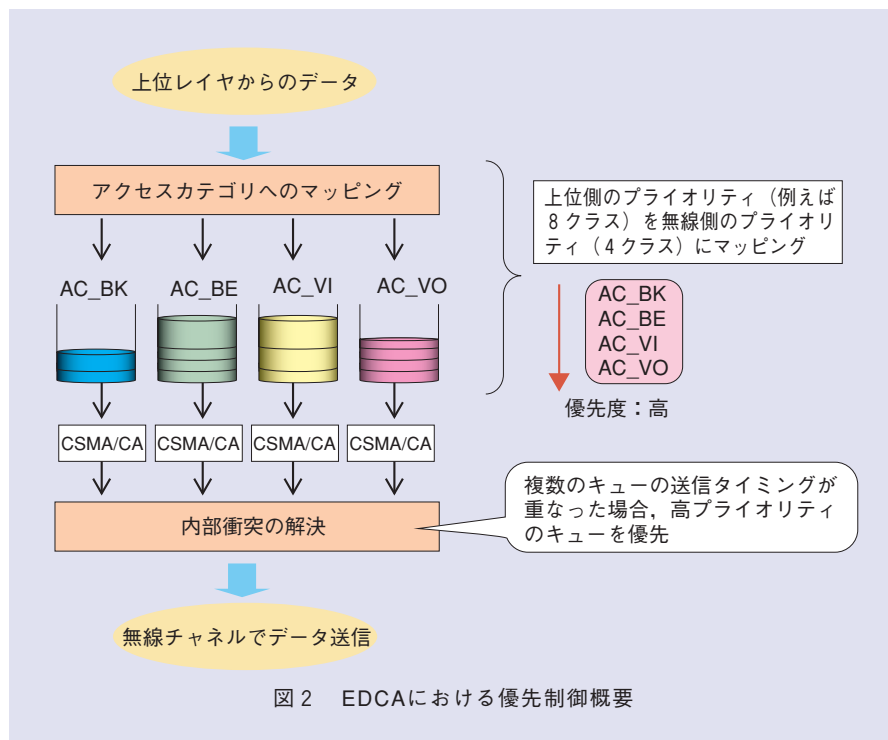 上位レイヤからのデータ
アクセスカテゴリへのマッピング
AC_BK
AC_BE
AC_VI
AC_VO
CSMA/CA
CSMA/CA
CSMA/CA
CSMA/CA
内部衝突の解決
無線チャネルでデータ送信
上位側のプライオリティ（例えば
8クラス）を無線側のプライオリ
ティ（4クラス）にマッピング
AC_BK
AC_BE
AC_VI
AC_VO
優先度：高
複数のキューの送信タイミングが
重なった場合，高プライオリティ
のキューを優先
図2　EDCAにおける優先制御概要